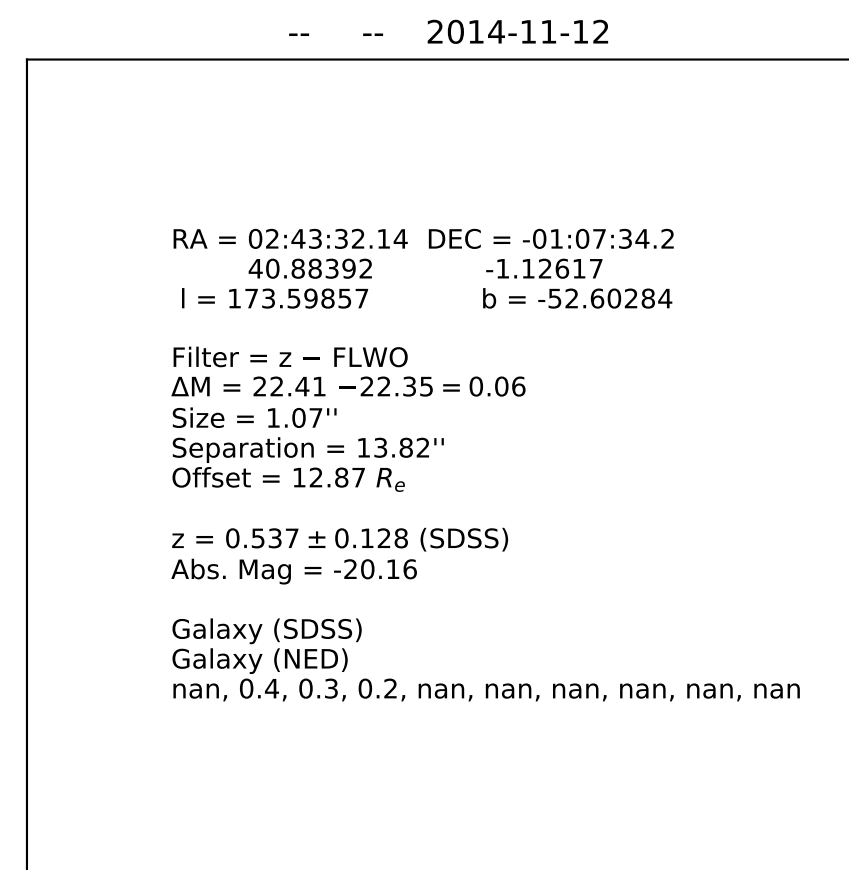 -- -- 2014-11-12
RA = 02:43:32.14 DEC = -01:07:34.2
40.88392 -1.12617
l = 173.59857 b = -52.60284
Filter = z − FLWO
ΔM = 22.41 −22.35 = 0.06
Size = 1.07''
Separation = 13.82''
Offset = 12.87 Re
z = 0.537 ± 0.128 (SDSS)
Abs. Mag = -20.16
Galaxy (SDSS)
Galaxy (NED)
nan, 0.4, 0.3, 0.2, nan, nan, nan, nan, nan, nan